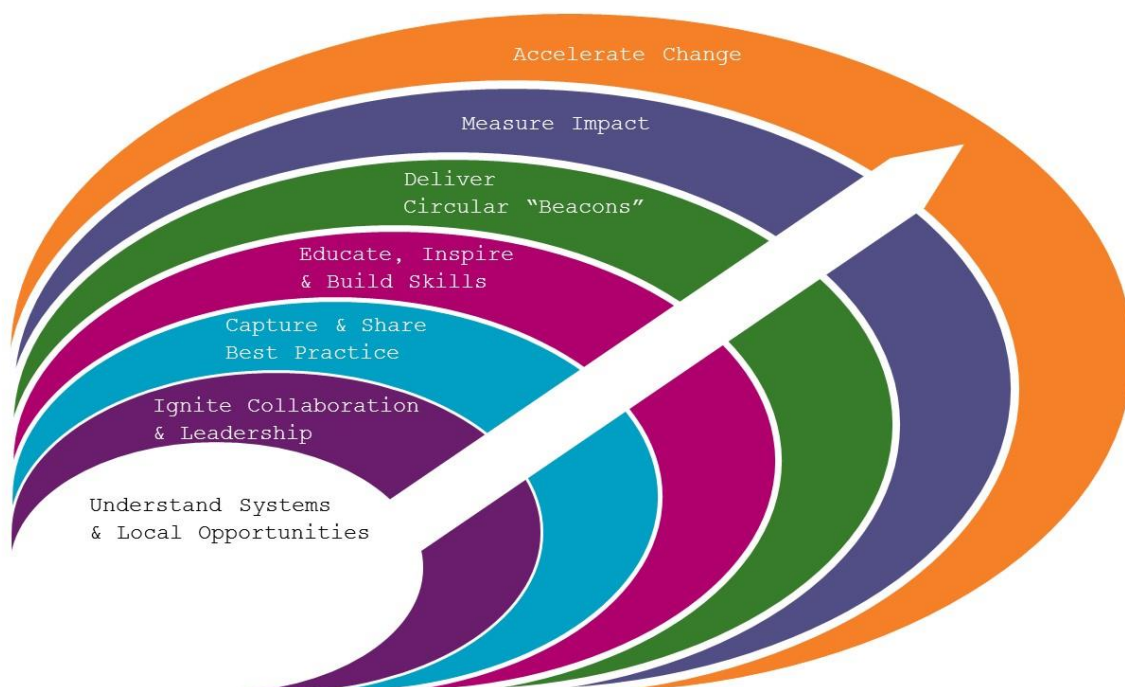 Accelerate Change
Measure Impact
Deliver
Circular “Beacons”
Educate, Inspire
& Build Skills
Capture & Share
Best Practice
Ignite Collaboration
& Leadership
Understand Systems
& Local Opportunities